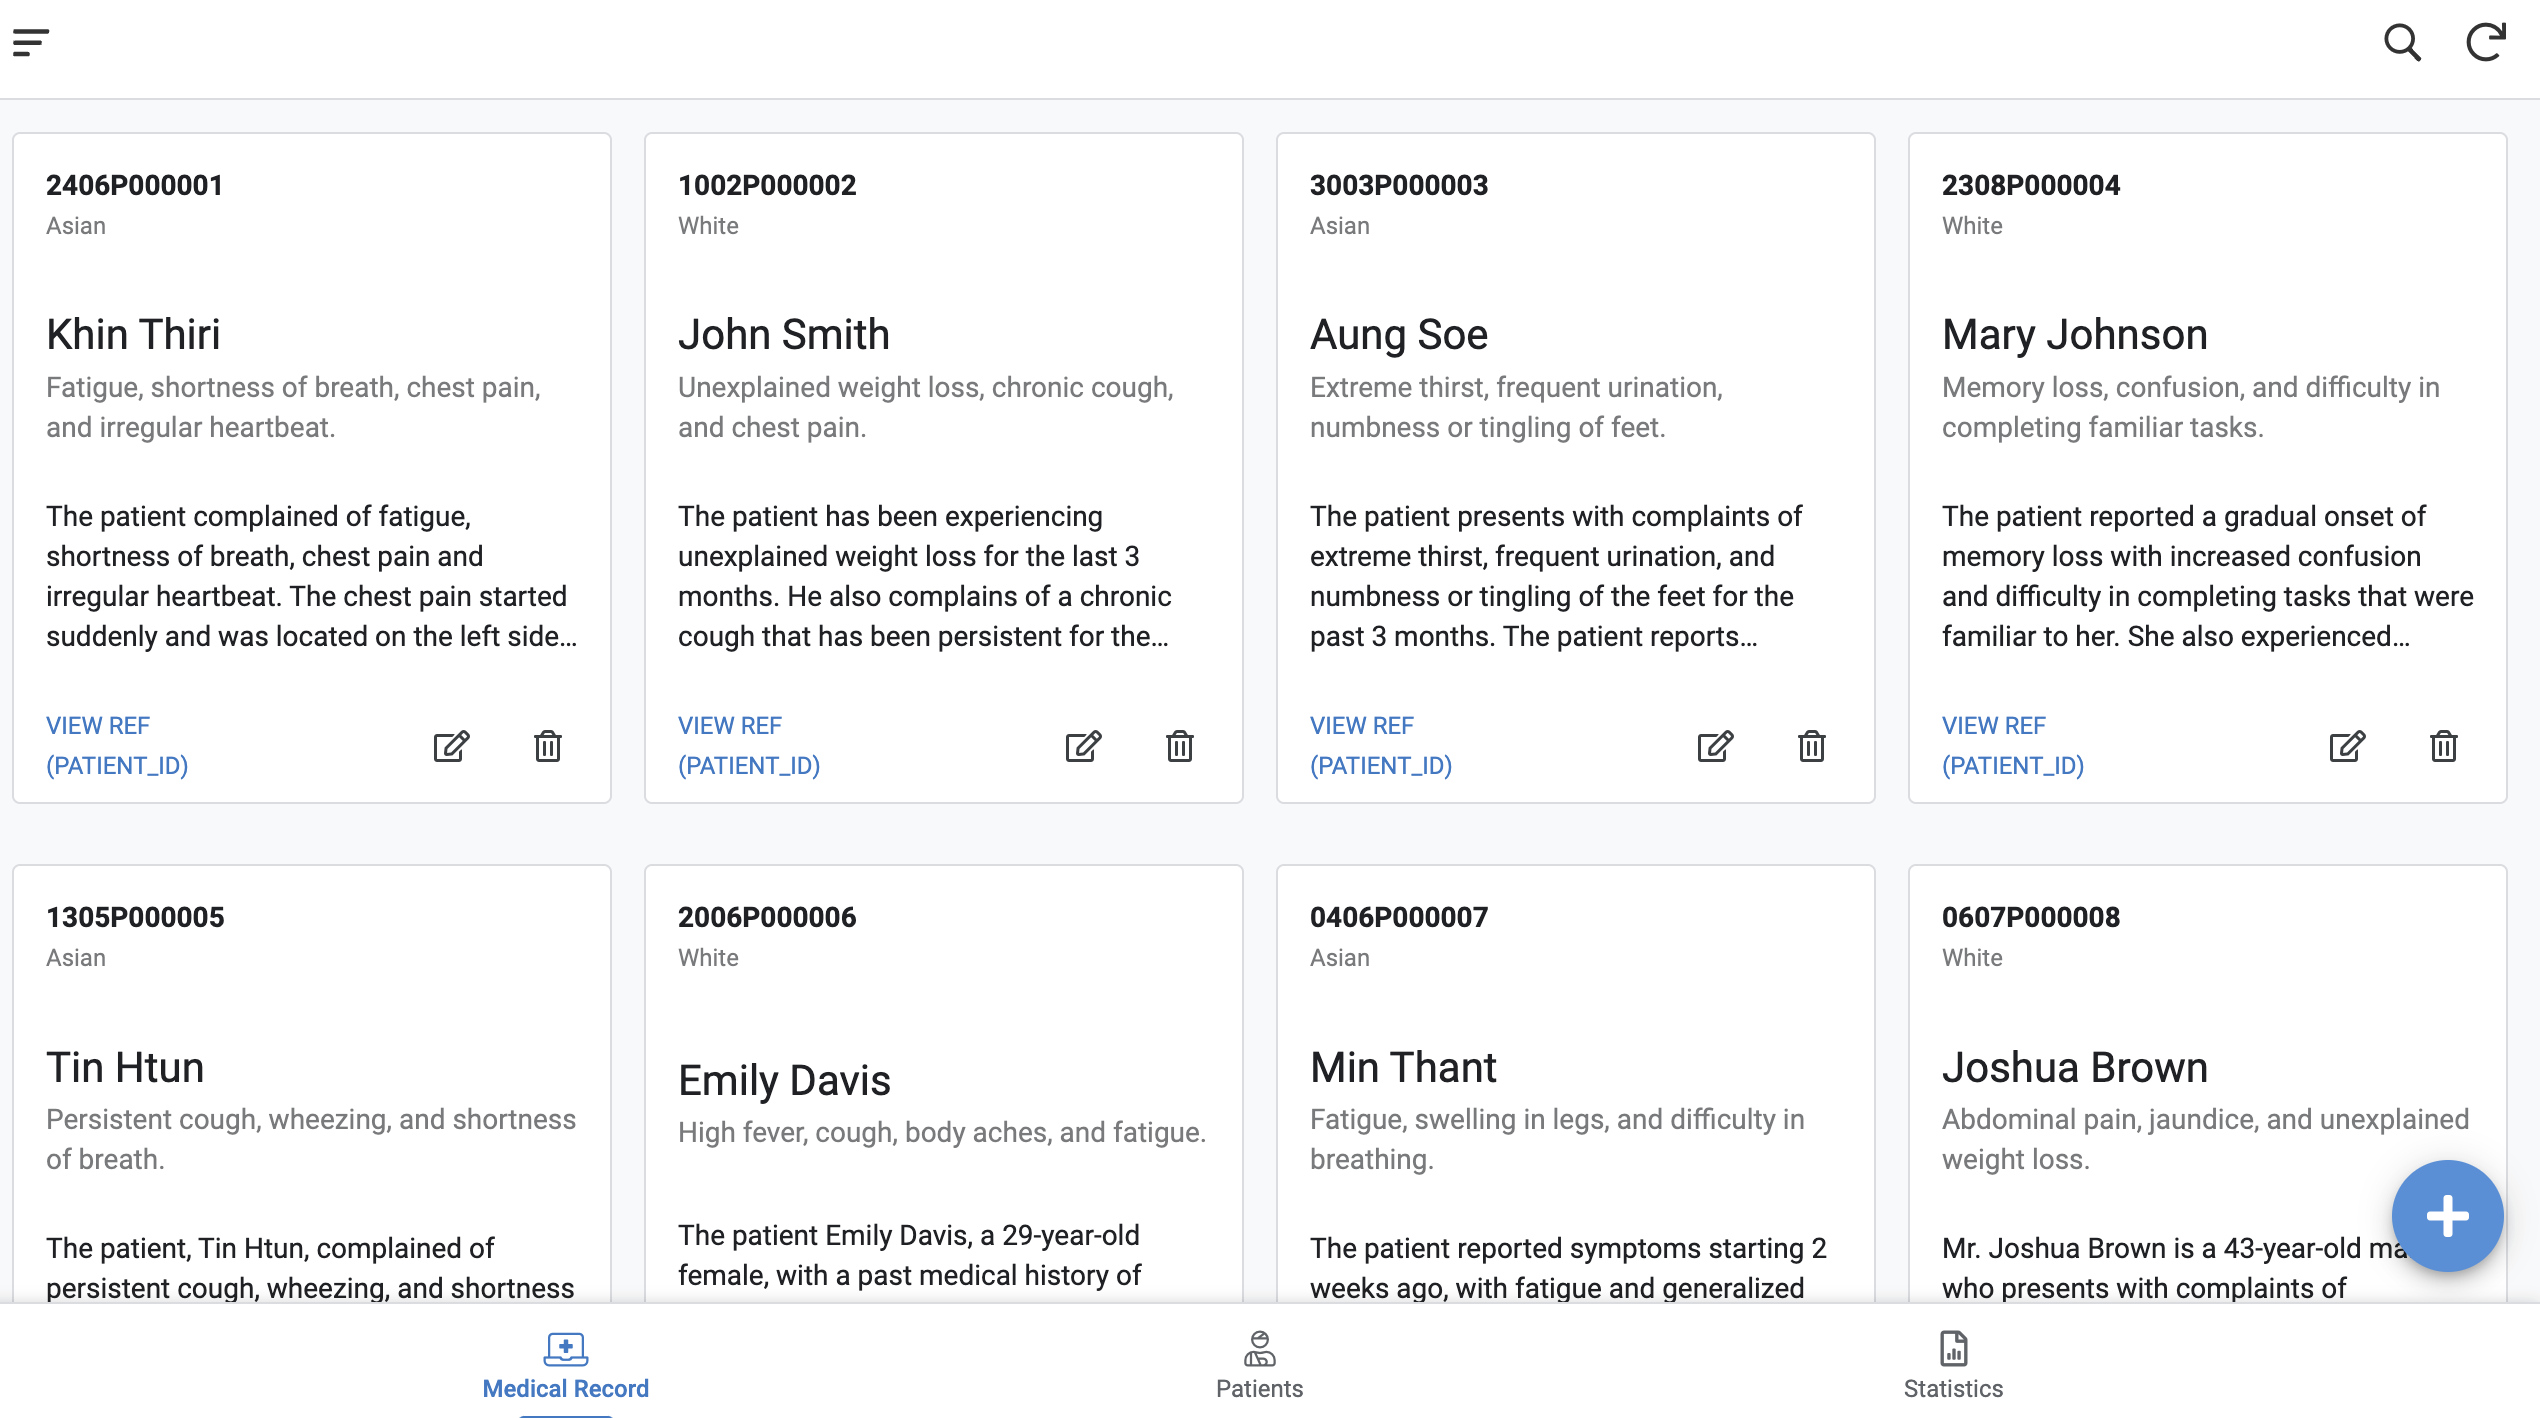 2406P000001
Asian
Khin Thiri
Fatigue, shortness of breath, chest pain,
and irregular heartbeat.
The patient complained of fatigue,
shortness of breath, chest pain and
irregular heartbeat. The chest pain started
suddenly and was located on the left side...
VIEW REF
(PATIENT_ID)
1002P000002
White
John Smith
Unexplained weight loss, chronic cough,
and chest pain.
The patient has been experiencing
unexplained weight loss for the last 3
months. He also complains of a chronic
cough that has been persistent for the...
VIEW REF
(PATIENT_ID)
3003P000003
Asian
Aung Soe
Extreme thirst, frequent urination,
numbness or tingling of feet.
The patient presents with complaints of
extreme thirst, frequent urination, and
numbness or tingling of the feet for the
past 3 months. The patient reports...
VIEW REF
(PATIENT_ID)
2308P000004
White
Mary Johnson
Memory loss, confusion, and difficulty in
completing familiar tasks.
The patient reported a gradual onset of
memory loss with increased confusion
and difficulty in completing tasks that were
familiar to her. She also experienced...
VIEW REF
(PATIENT_ID)
1305P000005
Asian
Tin Htun
Persistent cough, wheezing, and shortness
of breath.
The patient, Tin Htun, complained of
persistent cough, wheezing, and shortness
2006P000006
White
Emily Davis
High fever, cough, body aches, and fatigue.
The patient Emily Davis, a 29-year-old
female, with a past medical history of
0406P000007
Asian
Min Thant
Fatigue, swelling in legs, and difficulty in
breathing.
The patient reported symptoms starting 2
weeks ago, with fatigue and generalized
0607P000008
White
Joshua Brown
Abdominal pain, jaundice, and unexplained
weight loss.
Mr. Joshua Brown is a 43-year-old
who presents with complaints of
Medical Record
Patients
Statistics